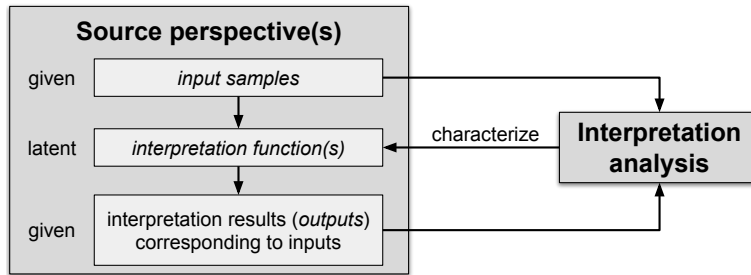 Source perspective(s)
given
input samples
latent
interpretation function(s)
given
interpretation results (outputs)
corresponding to inputs
characterize
Interpretation
analysis